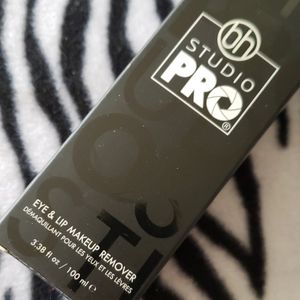 bh
STUDIO
PRO®
EYE & LIP MAKEUP REMOVER
DÉMAQUILLANT POUR LES YEUX ET LES LÈVRES
3.38 fl oz / 100 ml ℮